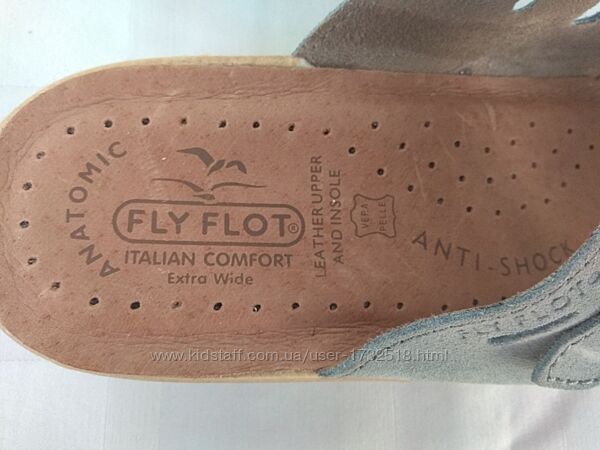 ANATOMIC
FLY FLOT®
ITALIAN COMFORT
Extra Wide
LEATHER UPPER
AND INSOLE
VERA
PELLE
ANTI-SHOCK
www.kidstaff.com.ua/user-1732518.html